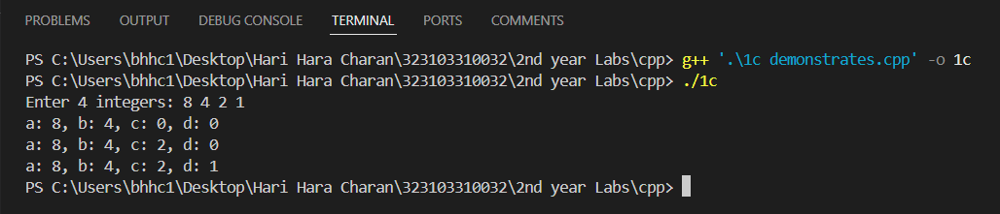 PROBLEMS OUTPUT DEBUG CONSOLE TERMINAL PORTS COMMENTS
PS C:\Users\bhhc1\Desktop\Hari Hara Charan\323103310032\2nd year Labs\cpp> g++ '.\1c demonstrates.cpp' -o 1c
PS C:\Users\bhhc1\Desktop\Hari Hara Charan\323103310032\2nd year Labs\cpp> ./1c
Enter 4 integers: 8 4 2 1
a: 8, b: 4, c: 0, d: 0
a: 8, b: 4, c: 2, d: 0
a: 8, b: 4, c: 2, d: 1
PS C:\Users\bhhc1\Desktop\Hari Hara Charan\323103310032\2nd year Labs\cpp>